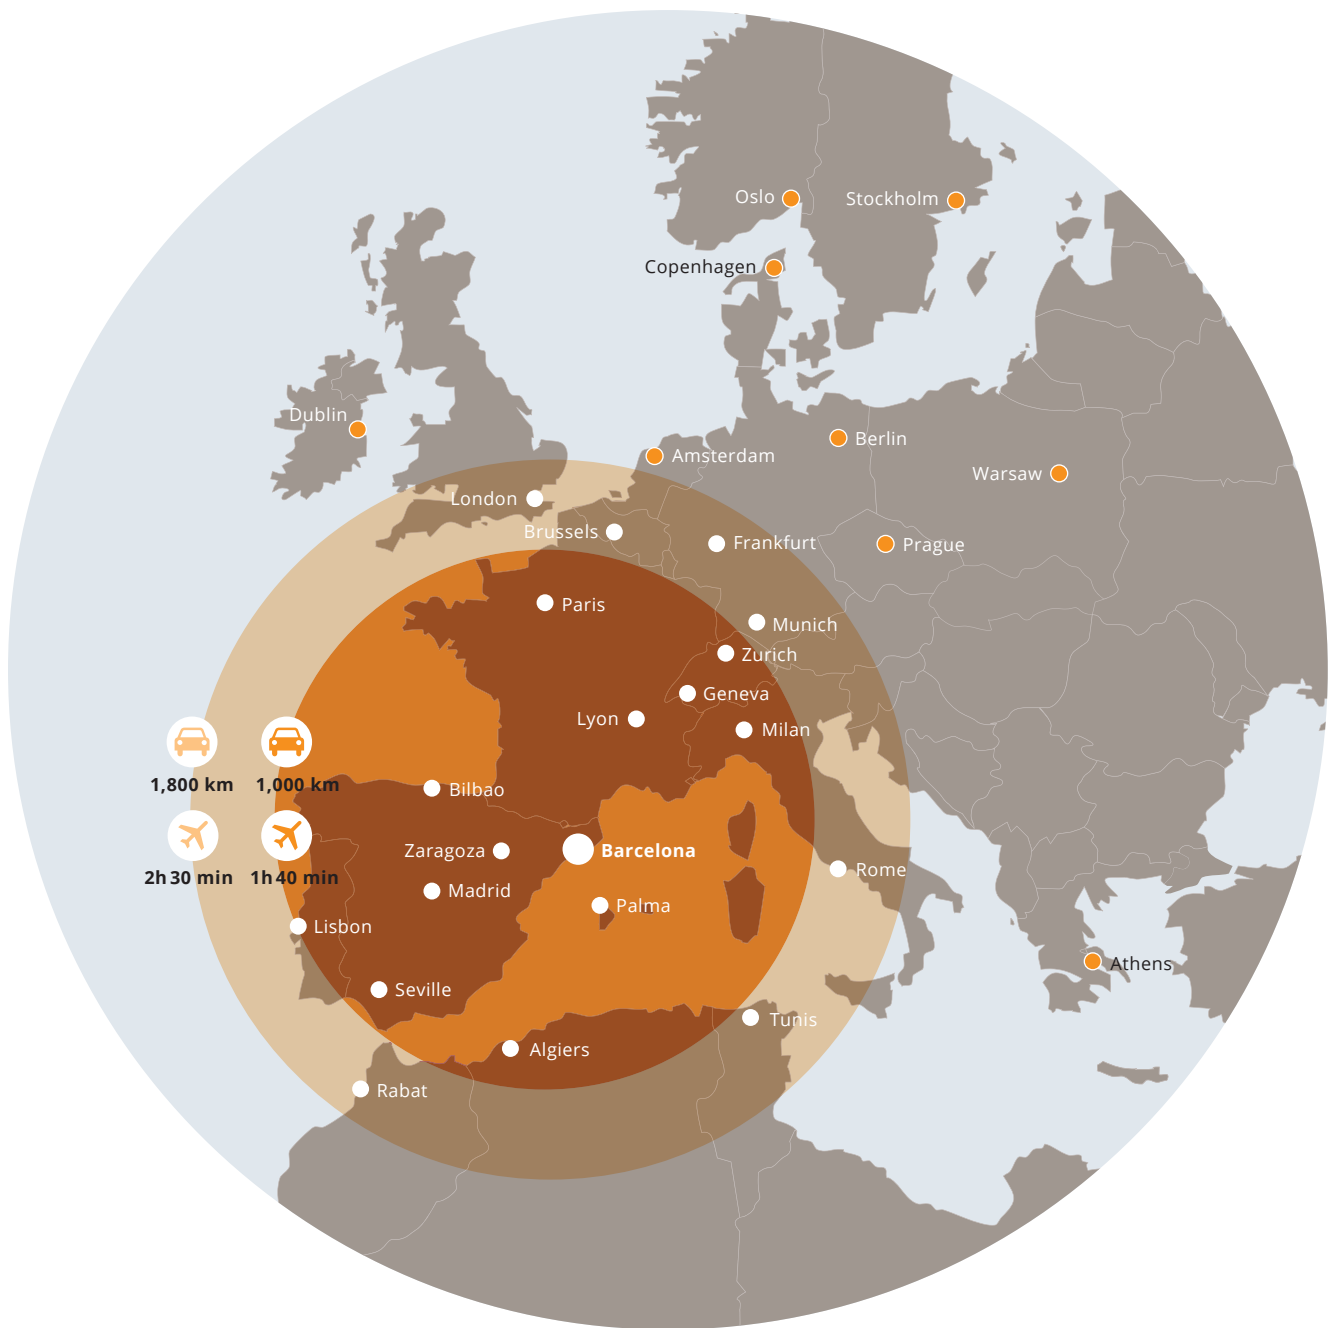 Oslo
Stockholm
Copenhagen
Dublin
Berlin
Amsterdam
Warsaw
London
Brussels
Frankfurt
Prague
Paris
Munich
Zurich
Geneva
Lyon
Milan
1,800 km
1,000 km
Bilbao
Zaragoza
Barcelona
2h 30 min
1h 40 min
Rome
Madrid
Palma
Lisbon
Athens
Seville
Tunis
Algiers
Rabat